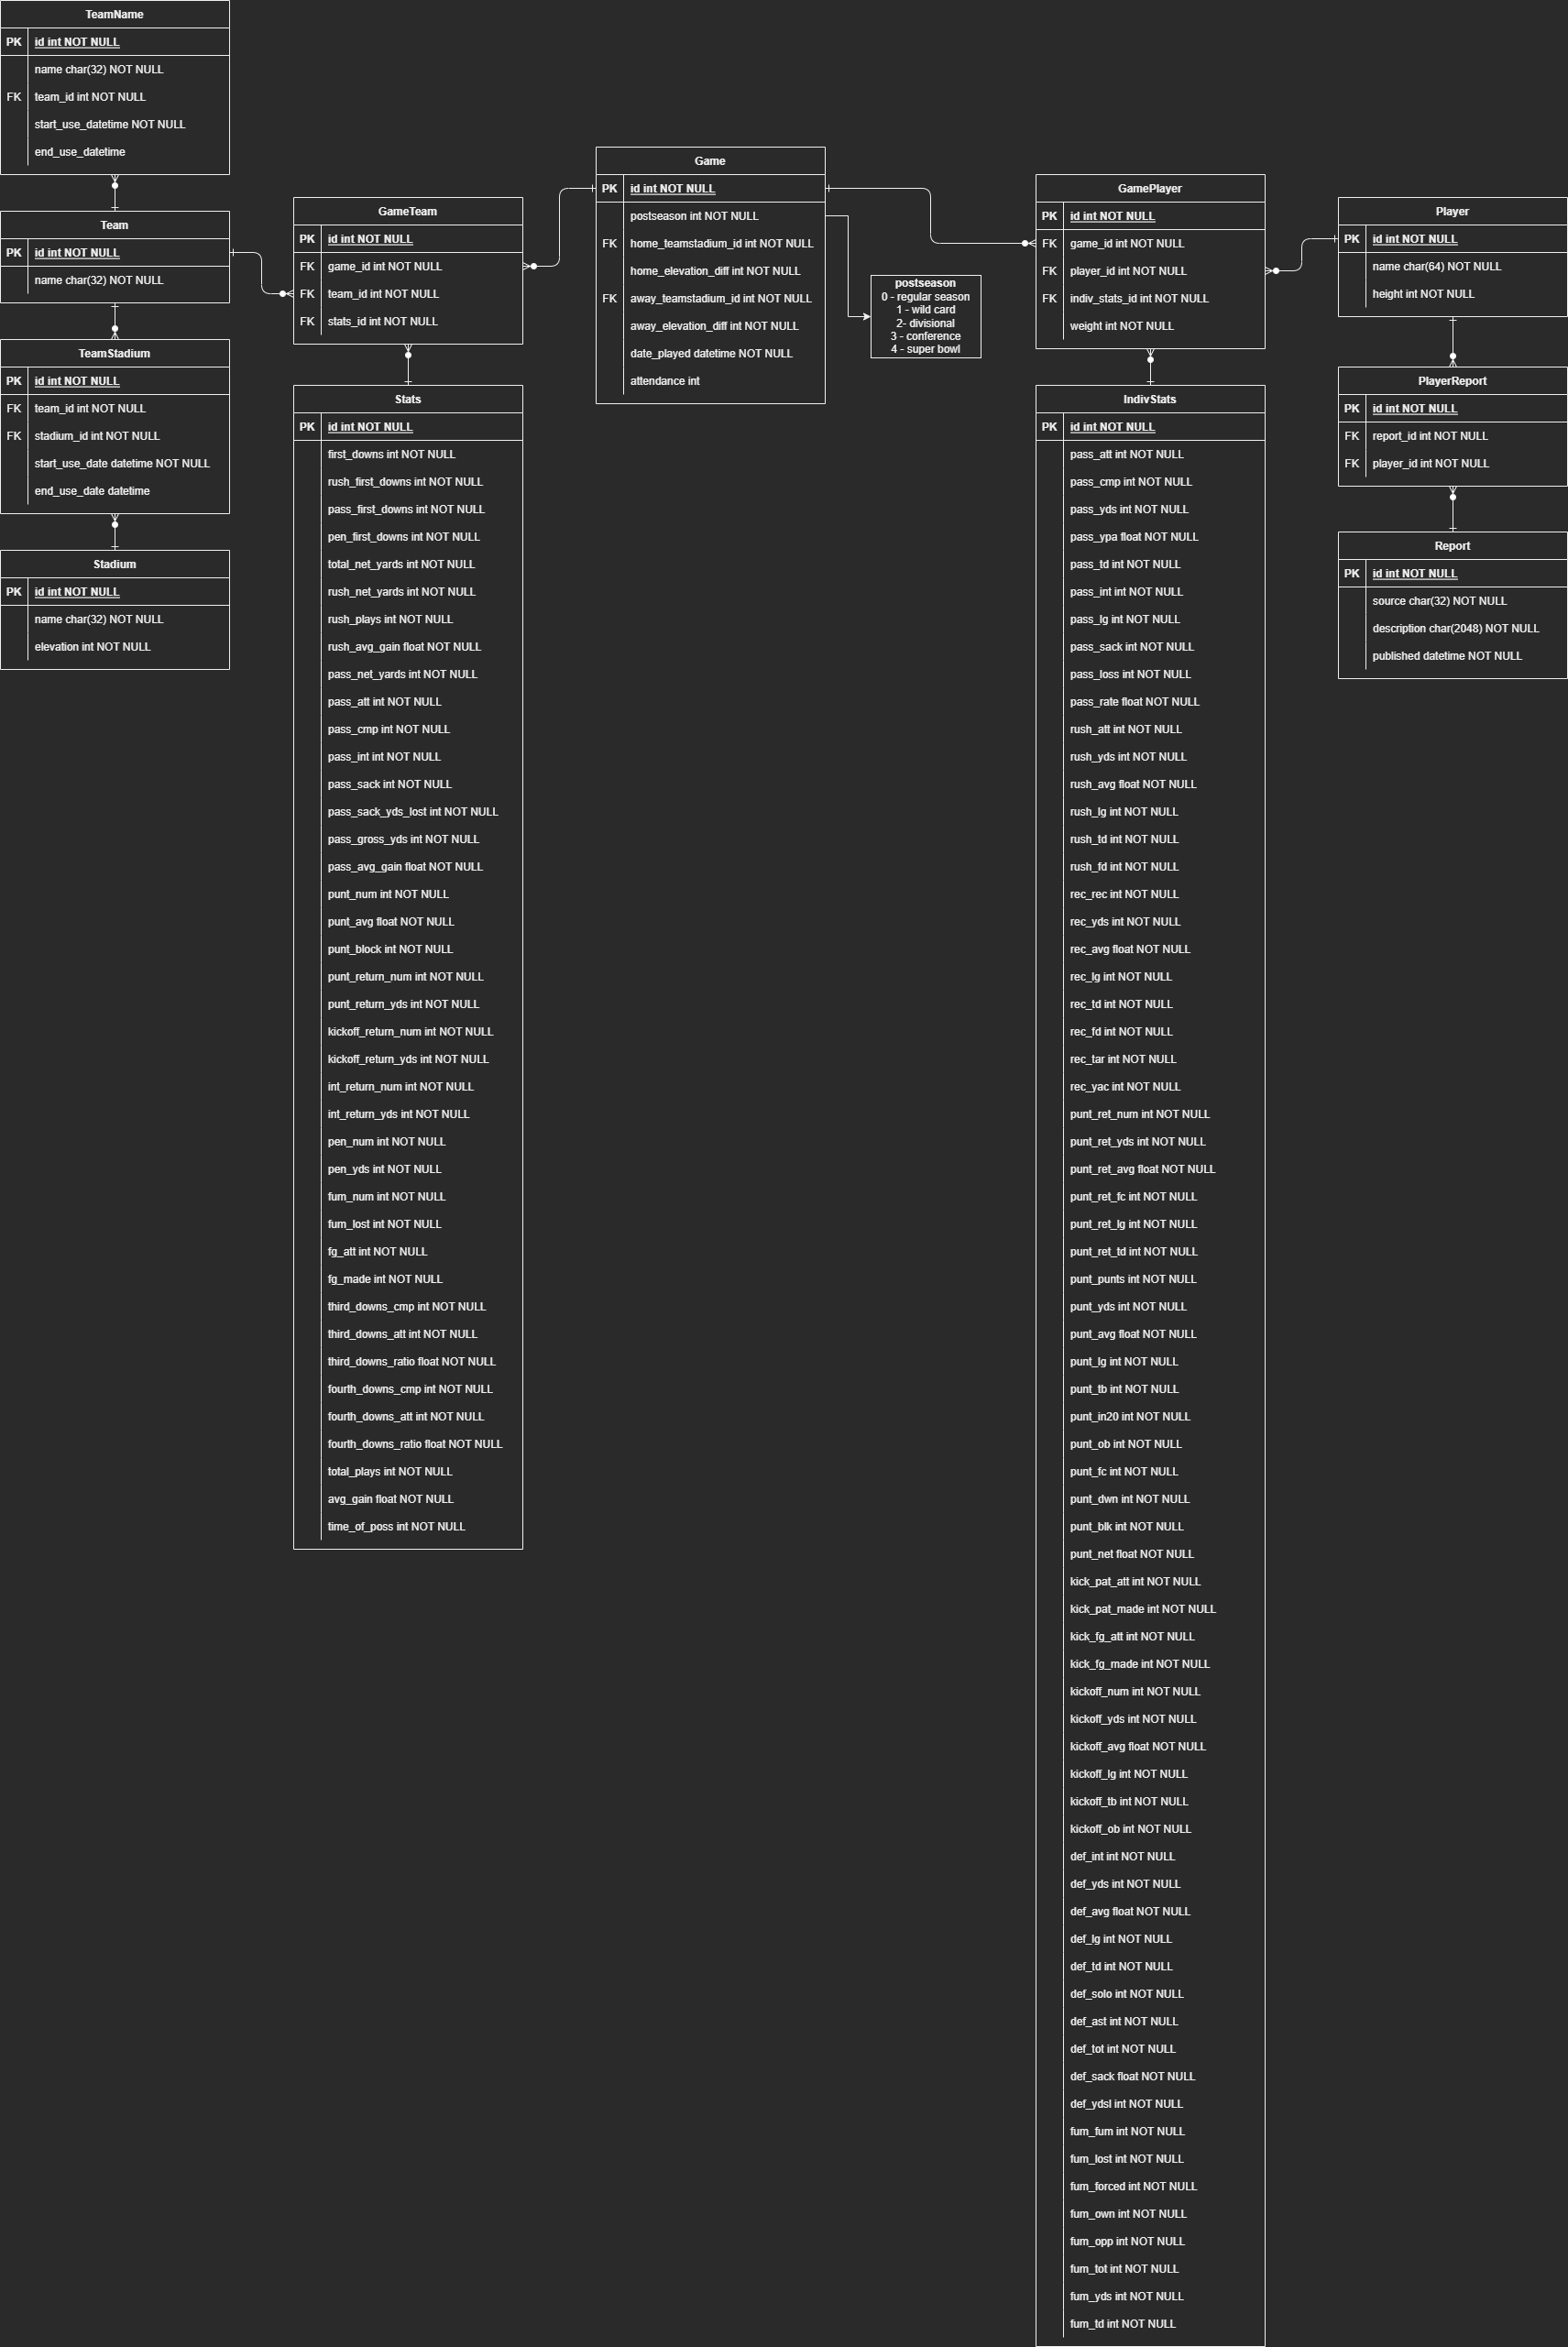 TeamName
PK id int NOT NULL
name char(32) NOT NULL
FK team_id int NOT NULL
start_use_datetime NOT NULL
end_use_datetime
Team
PK id int NOT NULL
name char(32) NOT NULL
TeamStadium
PK id int NOT NULL
FK team_id int NOT NULL
FK stadium_id int NOT NULL
start_use_date datetime NOT NULL
end_use_date datetime
Stadium
PK id int NOT NULL
name char(32) NOT NULL
elevation int NOT NULL
GameTeam
PK id int NOT NULL
FK game_id int NOT NULL
FK team_id int NOT NULL
FK stats_id int NOT NULL
Stats
PK id int NOT NULL
first_downs int NOT NULL
rush_first_downs int NOT NULL
pass_first_downs int NOT NULL
pen_first_downs int NOT NULL
total_net_yards int NOT NULL
rush_net_yards int NOT NULL
rush_plays int NOT NULL
rush_avg_gain float NOT NULL
pass_net_yards int NOT NULL
pass_att int NOT NULL
pass_cmp int NOT NULL
pass_int int NOT NULL
pass_sack int NOT NULL
pass_sack_yds_lost int NOT NULL
pass_gross_yds int NOT NULL
pass_avg_gain float NOT NULL
punt_num int NOT NULL
punt_avg float NOT NULL
punt_block int NOT NULL
punt_return_num int NOT NULL
punt_return_yds int NOT NULL
kickoff_return_num int NOT NULL
kickoff_return_yds int NOT NULL
int_return_num int NOT NULL
int_return_yds int NOT NULL
pen_num int NOT NULL
pen_yds int NOT NULL
fum_num int NOT NULL
fum_lost int NOT NULL
fg_att int NOT NULL
fg_made int NOT NULL
third_downs_cmp int NOT NULL
third_downs_att int NOT NULL
third_downs_ratio float NOT NULL
fourth_downs_cmp int NOT NULL
fourth_downs_att int NOT NULL
fourth_downs_ratio float NOT NULL
total_plays int NOT NULL
avg_gain float NOT NULL
time_of_poss int NOT NULL
Game
PK id int NOT NULL
postseason int NOT NULL
FK home_teamstadium_id int NOT NULL
home_elevation_diff int NOT NULL
FK away_teamstadium_id int NOT NULL
away_elevation_diff int NOT NULL
date_played datetime NOT NULL
attendance int
postseason
0 - regular season
1 - wild card
2- divisional
3 - conference
4 - super bowl
GamePlayer
PK id int NOT NULL
FK game_id int NOT NULL
FK player_id int NOT NULL
FK indiv_stats_id int NOT NULL
weight int NOT NULL
IndivStats
PK id int NOT NULL
pass_att int NOT NULL
pass_cmp int NOT NULL
pass_yds int NOT NULL
pass_ypa float NOT NULL
pass_td int NOT NULL
pass_int int NOT NULL
pass_lg int NOT NULL
pass_sack int NOT NULL
pass_loss int NOT NULL
pass_rate float NOT NULL
rush_att int NOT NULL
rush_yds int NOT NULL
rush_avg float NOT NULL
rush_lg int NOT NULL
rush_td int NOT NULL
rush_fd int NOT NULL
rec_rec int NOT NULL
rec_yds int NOT NULL
rec_avg float NOT NULL
rec_lg int NOT NULL
rec_td int NOT NULL
rec_fd int NOT NULL
rec_tar int NOT NULL
rec_yac int NOT NULL
punt_ret_num int NOT NULL
punt_ret_yds int NOT NULL
punt_ret_avg float NOT NULL
punt_ret_fc int NOT NULL
punt_ret_lg int NOT NULL
punt_ret_td int NOT NULL
punt_punts int NOT NULL
punt_yds int NOT NULL
punt_avg float NOT NULL
punt_lg int NOT NULL
punt_tb int NOT NULL
punt_in20 int NOT NULL
punt_ob int NOT NULL
punt_fc int NOT NULL
punt_dwn int NOT NULL
punt_blk int NOT NULL
punt_net float NOT NULL
kick_pat_att int NOT NULL
kick_pat_made int NOT NULL
kick_fg_att int NOT NULL
kick_fg_made int NOT NULL
kickoff_num int NOT NULL
kickoff_yds int NOT NULL
kickoff_avg float NOT NULL
kickoff_lg int NOT NULL
kickoff_tb int NOT NULL
kickoff_ob int NOT NULL
def_int int NOT NULL
def_yds int NOT NULL
def_avg float NOT NULL
def_lg int NOT NULL
def_td int NOT NULL
def_solo int NOT NULL
def_ast int NOT NULL
def_tot int NOT NULL
def_sack float NOT NULL
def_ydsl int NOT NULL
fum_fum int NOT NULL
fum_lost int NOT NULL
fum_forced int NOT NULL
fum_own int NOT NULL
fum_opp int NOT NULL
fum_tot int NOT NULL
fum_yds int NOT NULL
fum_td int NOT NULL
Player
PK id int NOT NULL
name char(64) NOT NULL
height int NOT NULL
PlayerReport
PK id int NOT NULL
FK report_id int NOT NULL
FK player_id int NOT NULL
Report
PK id int NOT NULL
source char(32) NOT NULL
description char(2048) NOT NULL
published datetime NOT NULL